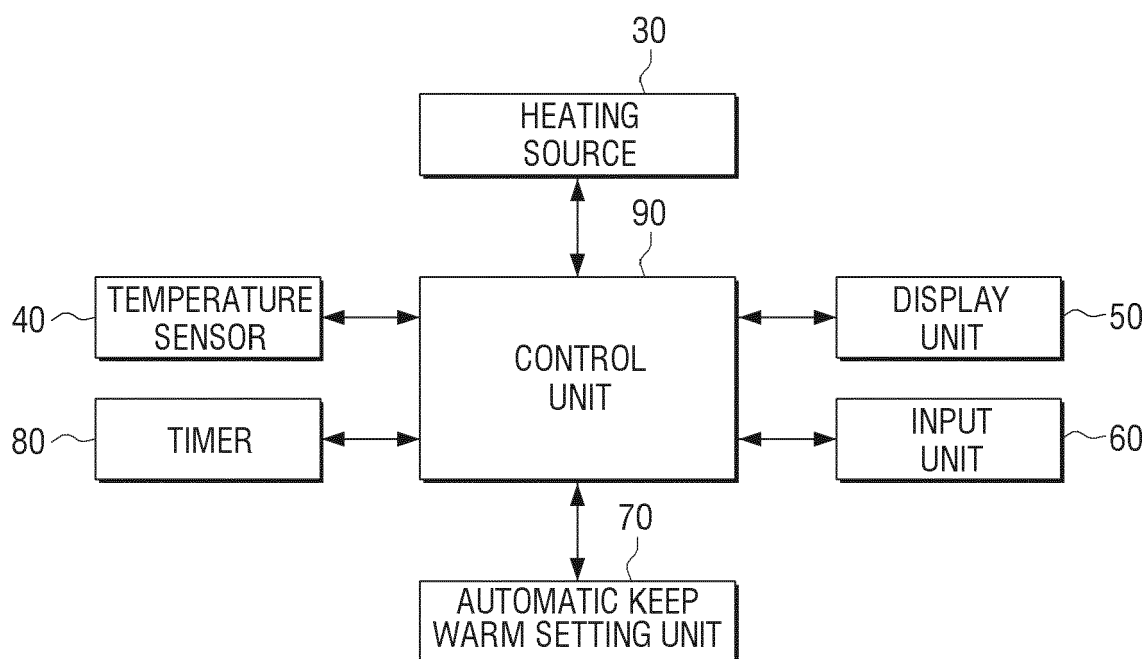 30
HEATING
SOURCE
90
40
TEMPERATURE
SENSOR
CONTROL
UNIT
DISPLAY
UNIT
50
80
TIMER
INPUT
UNIT
60
70
AUTOMATIC KEEP
WARM SETTING UNIT